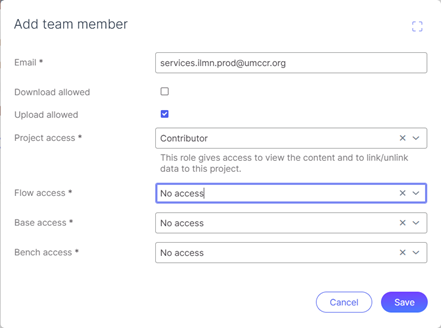 Add team member
Email *
services.ilmn.prod@umccr.org
Download allowed
Upload allowed
Project access *
Contributor
This role gives access to view the content and to link/unlink
data to this project.
Flow access *
No access
Base access *
No access
Bench access *
No access
Cancel
Save